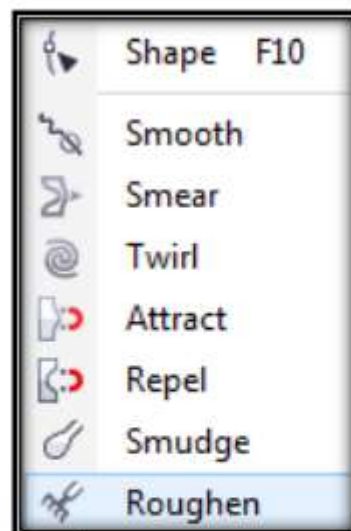 Shape F10
Smooth
Smear
Twirl
Attract
Repel
Smudge
Roughen